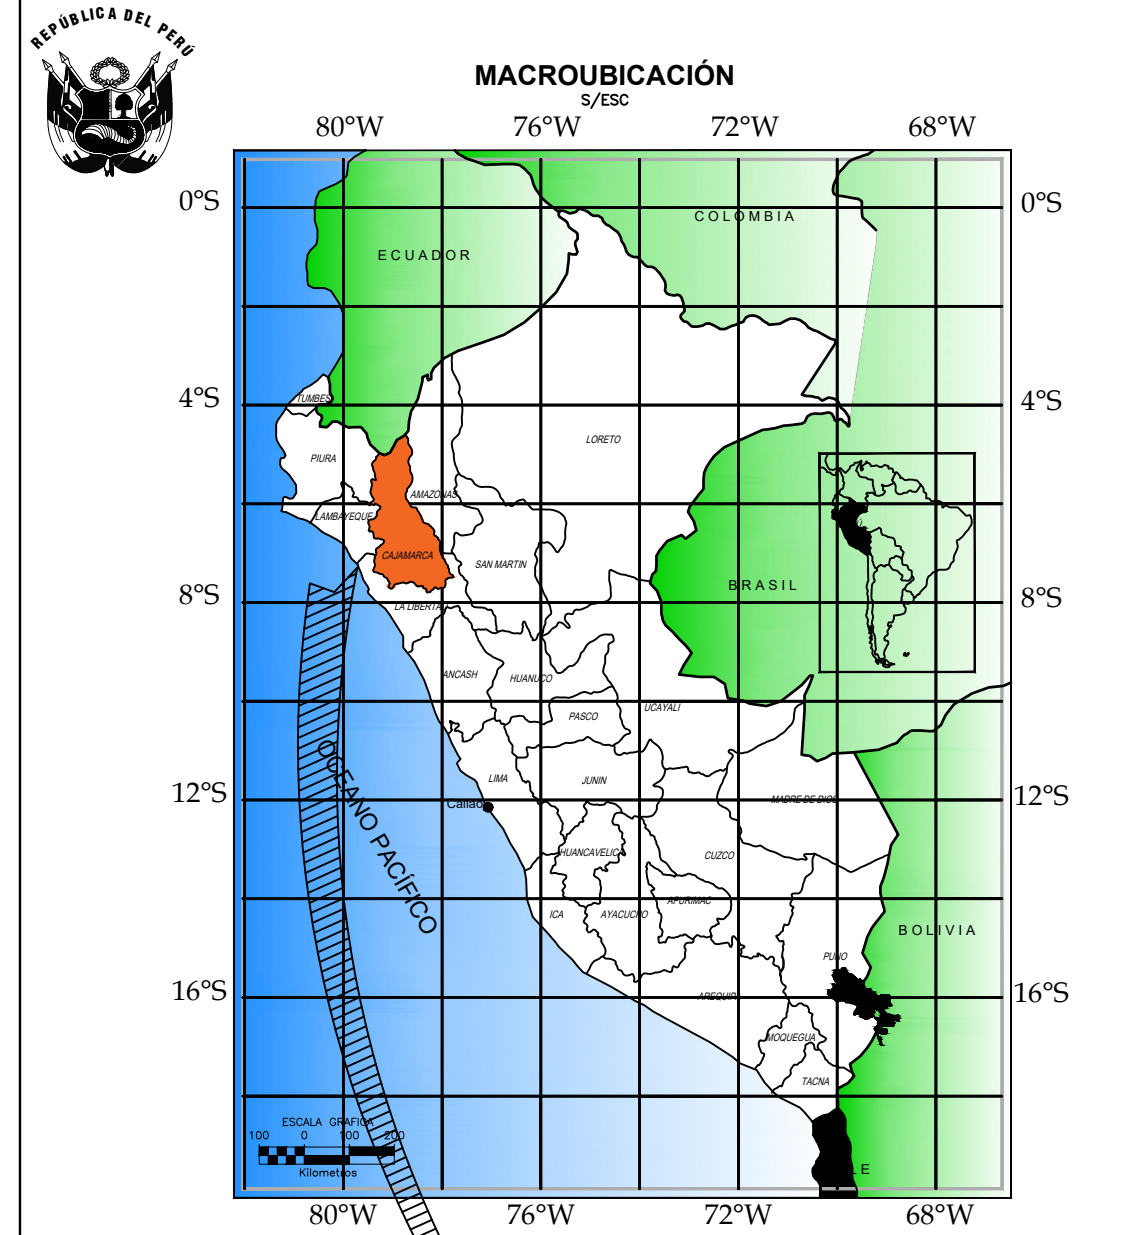 REPÚBLICA DEL PERÚ
MACROUBICACIÓN
S/ESC
80°W 76°W 72°W 68°W
0°S 0°S
COLOMBIA
ECUADOR
4°S 4°S
TUMBES
LORETO
PIURA
AMAZONAS
LAMBAYEQUE
CAJAMARCA
SAN MARTIN
BRASIL
8°S 8°S
LA LIBERTA
ANCASH
HUANUCO
UCAYALI
PASCO
OCEANO PACÍFICO
LIMA
JUNIN
12°S 12°S
MADRE DE DIOS
Callao
HUANCAVELICA
CUZCO
APURIMAC
ICA
AYACUCHO
BOLIVIA
PUNO
16°S 16°S
AREQUIP
MOQUEGUA
TACNA
ESCALA GRAFICA
100 0 100 200
Kilometros
LE
80°W 76°W 72°W 68°W